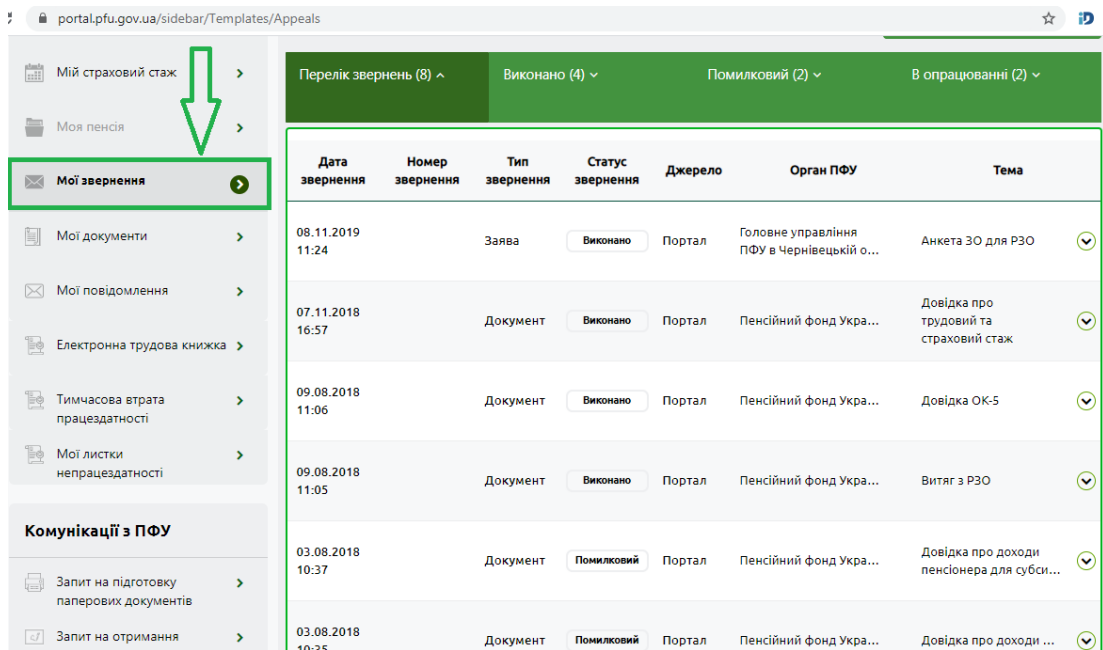 portal.pfu.gov.ua/sidebar/Templates/Appeals
Мій страховий стаж
Моя пенсія
Мої звернення
Мої документи
Мої повідомлення
Електронна трудова книжка
Тимчасова втрата
працездатності
Мої листки
непрацездатності
Комунікації з ПФУ
Запит на підготовку
паперових документів
Запит на отримання
Перелік звернень (8)
Виконано (4)
Помилковий (2)
В опрацюванні (2)
Дата
звернення
Номер
звернення
Тип
звернення
Статус
звернення
Джерело
Орган ПФУ
Тема
08.11.2019
11:24
Заява
Виконано
Портал
Головне управління
ПФУ в Чернівецькій о...
Анкета ЗО для РЗО
07.11.2018
16:57
Документ
Виконано
Портал
Пенсійний фонд Укра...
Довідка про
трудовий та
страховий стаж
09.08.2018
11:06
Документ
Виконано
Портал
Пенсійний фонд Укра...
Довідка ОК-5
09.08.2018
11:05
Документ
Виконано
Портал
Пенсійний фонд Укра...
Витяг з РЗО
03.08.2018
10:37
Документ
Помилковий
Портал
Пенсійний фонд Укра...
Довідка про доходи
пенсіонера для субси...
03.08.2018
10:35
Документ
Помилковий
Портал
Пенсійний фонд Укра...
Довідка про доходи ...